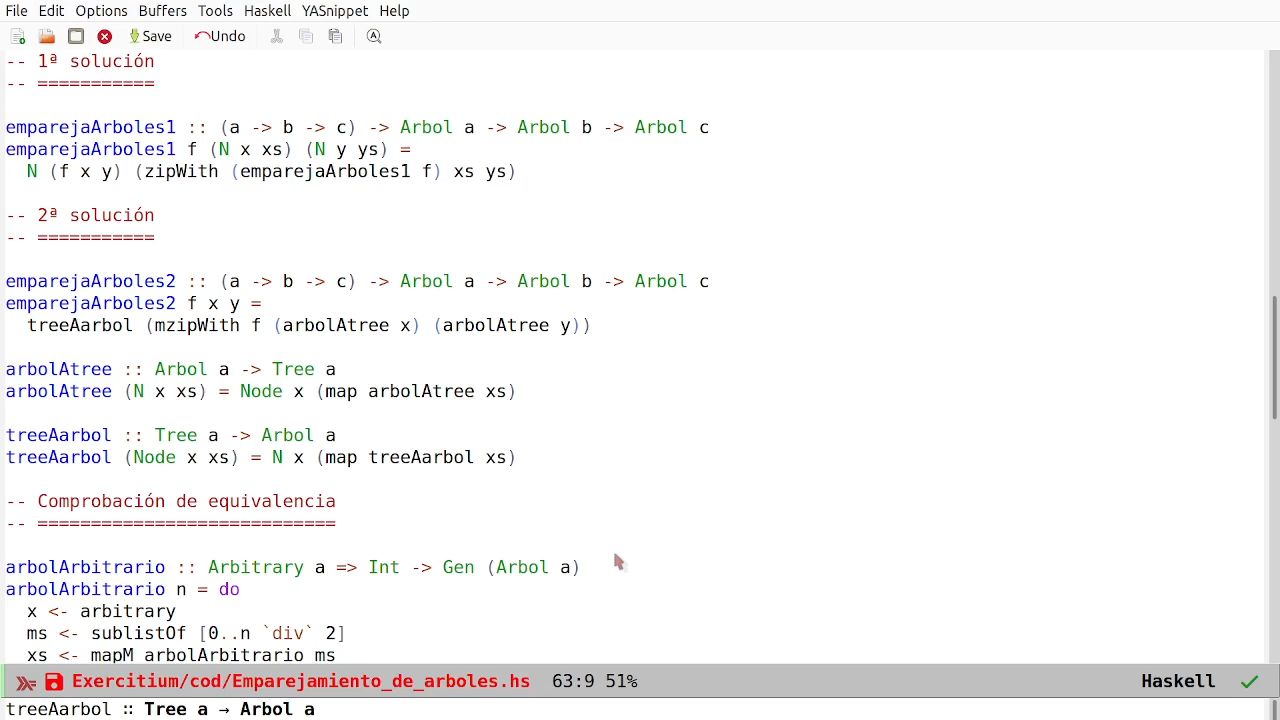 File Edit Options Buffers Tools Haskell YASnippet Help
Save Undo
-- 1ª solución
-- ===========
emparejaArboles1 :: (a -> b -> c) -> Arbol a -> Arbol b -> Arbol c
emparejaArboles1 f (N x xs) (N y ys) =
  N (f x y) (zipWith (emparejaArboles1 f) xs ys)
-- 2ª solución
-- ===========
emparejaArboles2 :: (a -> b -> c) -> Arbol a -> Arbol b -> Arbol c
emparejaArboles2 f x y =
  treeAarbol (mzipWith f (arbolAtree x) (arbolAtree y))
arbolAtree :: Arbol a -> Tree a
arbolAtree (N x xs) = Node x (map arbolAtree xs)
treeAarbol :: Tree a -> Arbol a
treeAarbol (Node x xs) = N x (map treeAarbol xs)
-- Comprobación de equivalencia
-- ============================
arbolArbitrario :: Arbitrary a => Int -> Gen (Arbol a)
arbolArbitrario n = do
  x <- arbitrary
  ms <- sublistOf [0..n `div` 2]
  xs <- mapM arbolArbitrario ms
Exercitium/cod/Emparejamiento_de_arboles.hs 63:9 51% Haskell ✓
treeAarbol ∷ Tree a → Arbol a